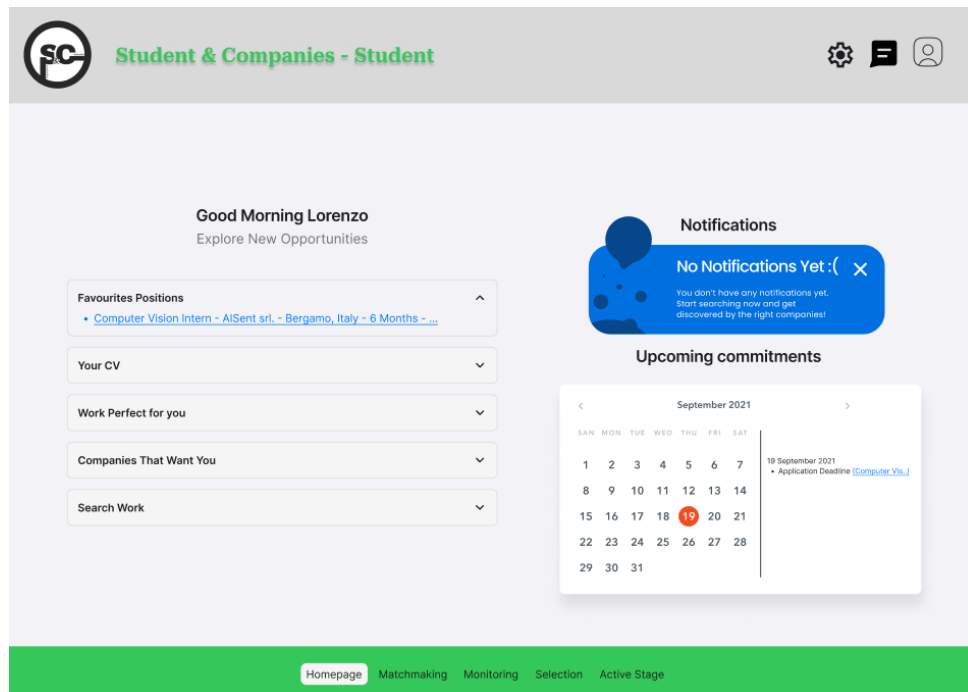 S&C
Student & Companies - Student
Good Morning Lorenzo
Explore New Opportunities
Favourites Positions
• Computer Vision Intern - AISent srl. - Bergamo, Italy - 6 Months - ...
Your CV
Work Perfect for you
Companies That Want You
Search Work
Notifications
No Notifications Yet :(
You don't have any notifications yet.
Start searching now and get
discovered by the right companies!
Upcoming commitments
September 2021
SAN MON TUE WED THU FRI SAT
1 2 3 4 5 6 7
8 9 10 11 12 13 14
15 16 17 18 19 20 21
22 23 24 25 26 27 28
29 30 31
19 September 2021
• Application Deadline (Computer Vis..)
Homepage Matchmaking Monitoring Selection Active Stage